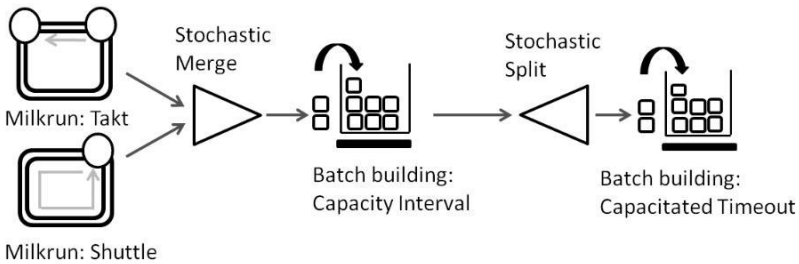 Stochastic
Merge
Stochastic
Split
Milkrun: Takt
Batch building:
Capacity Interval
Batch building:
Capacitated Timeout
Milkrun: Shuttle